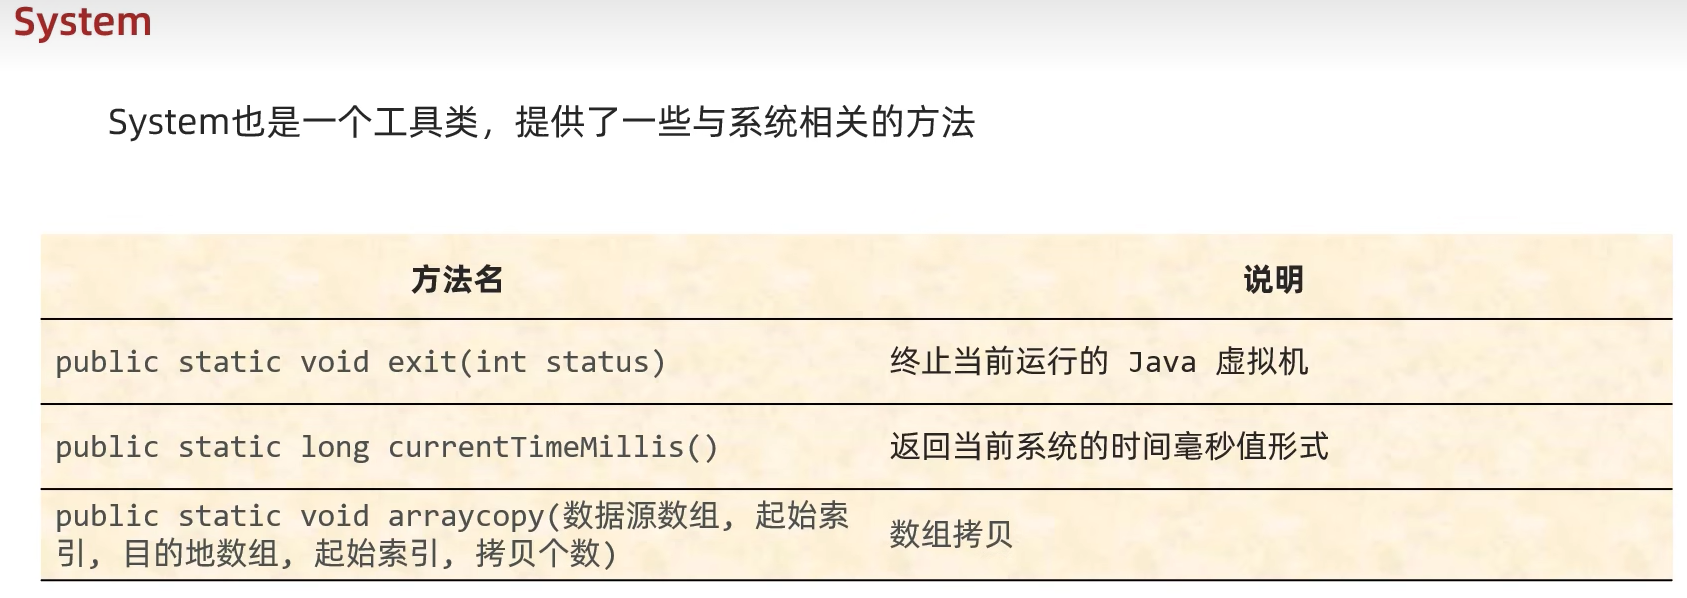 System
System也是一个工具类，提供了一些与系统相关的方法
方法名 说明
public static void exit(int status) 终止当前运行的 Java 虚拟机
public static long currentTimeMillis() 返回当前系统的时间毫秒值形式
public static void arraycopy(数据源数组, 起始索
引, 目的地数组, 起始索引, 拷贝个数)
数组拷贝